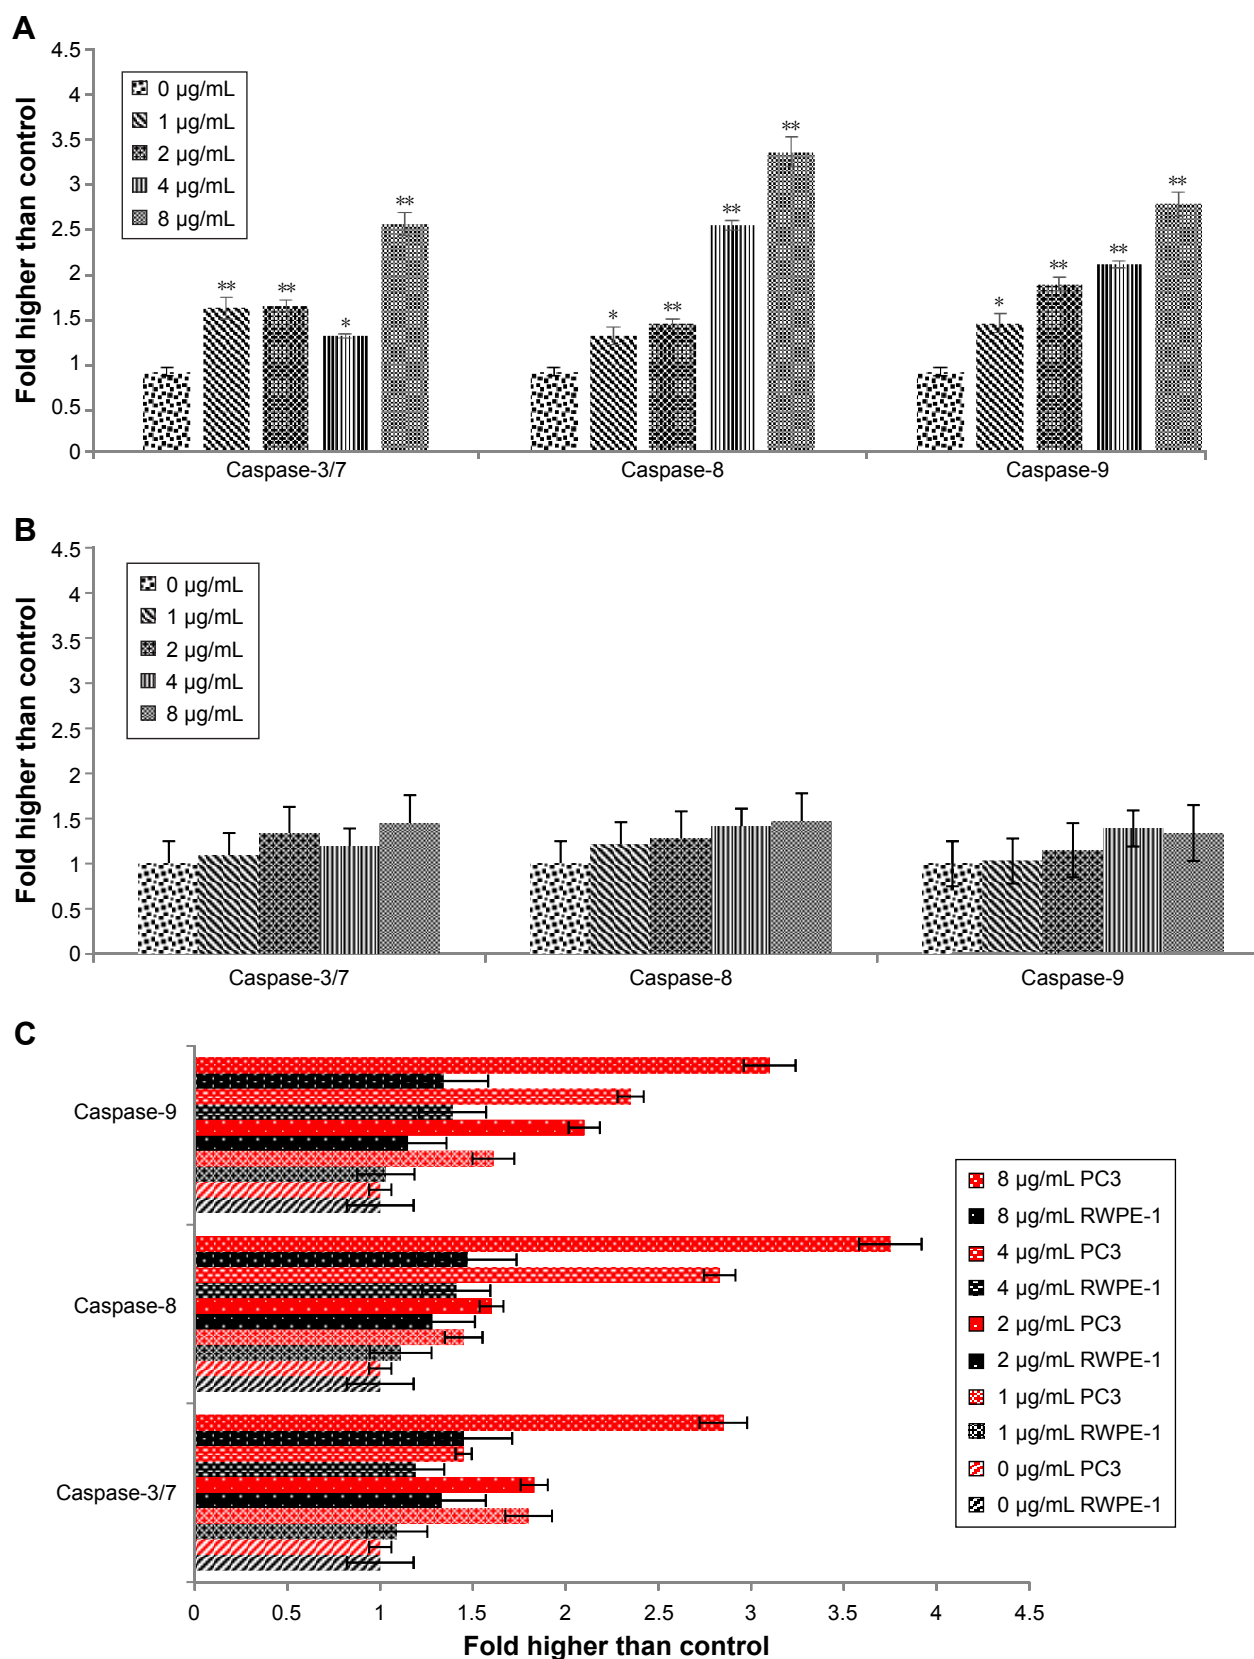 A
4.5
4
3.5
3
2.5
2
1.5
1
0.5
0
Fold higher than control
0 µg/mL
1 µg/mL
2 µg/mL
4 µg/mL
8 µg/mL
** ** * **
* ** ** **
* ** ** **
Caspase-3/7 Caspase-8 Caspase-9
B
4.5
4
3.5
3
2.5
2
1.5
1
0.5
0
Fold higher than control
0 µg/mL
1 µg/mL
2 µg/mL
4 µg/mL
8 µg/mL
Caspase-3/7 Caspase-8 Caspase-9
C
Caspase-9
Caspase-8
Caspase-3/7
8 µg/mL PC3
8 µg/mL RWPE-1
4 µg/mL PC3
4 µg/mL RWPE-1
2 µg/mL PC3
2 µg/mL RWPE-1
1 µg/mL PC3
1 µg/mL RWPE-1
0 µg/mL PC3
0 µg/mL RWPE-1
0 0.5 1 1.5 2 2.5 3 3.5 4 4.5
Fold higher than control